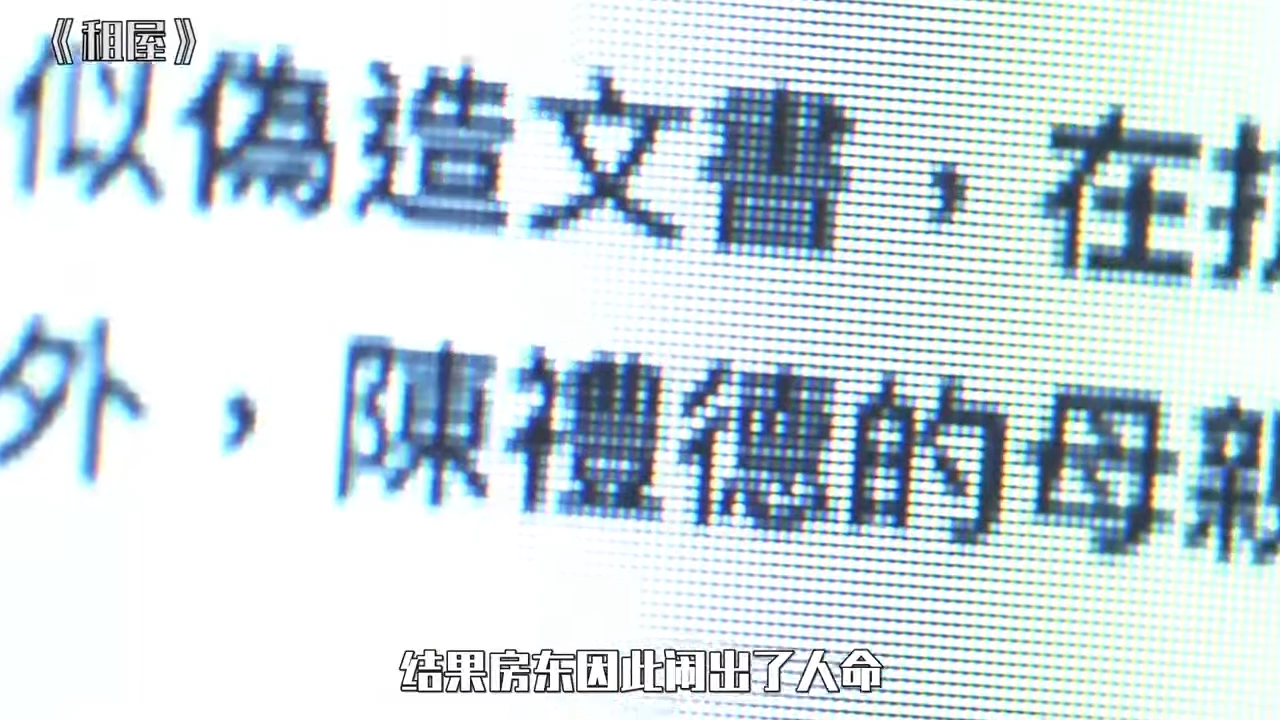 《租屋》
似偽造文書，在
外，陳禮德的母親
结果房东因此闹出了人命